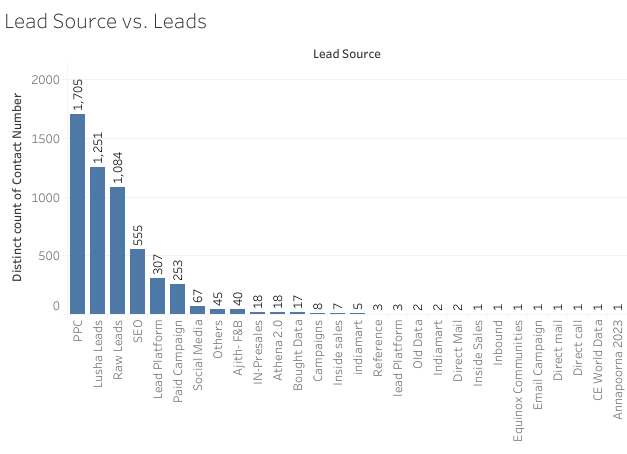 Lead Source vs. Leads
Lead Source
Distinct count of Contact Number
2000
1500
1000
500
0
1,705
1,251
1,084
555
307
253
67
45
40
18
18
17
8
7
5
3
3
2
2
2
1
1
1
1
1
1
1
1
PPC
Lusha Leads
Raw Leads
SEO
Lead Platform
Paid Campaign
Social Media
Others
Ajith- F&B
IN-Presales
Athena 2.0
Bought Data
Campaigns
Inside sales
indiamart
Reference
lead Platform
Old Data
Indiamart
Direct Mail
Inside Sales
Inbound
Equinox Communities
Email Campaign
Direct mail
Direct call
CE World Data
Annapoorna 2023